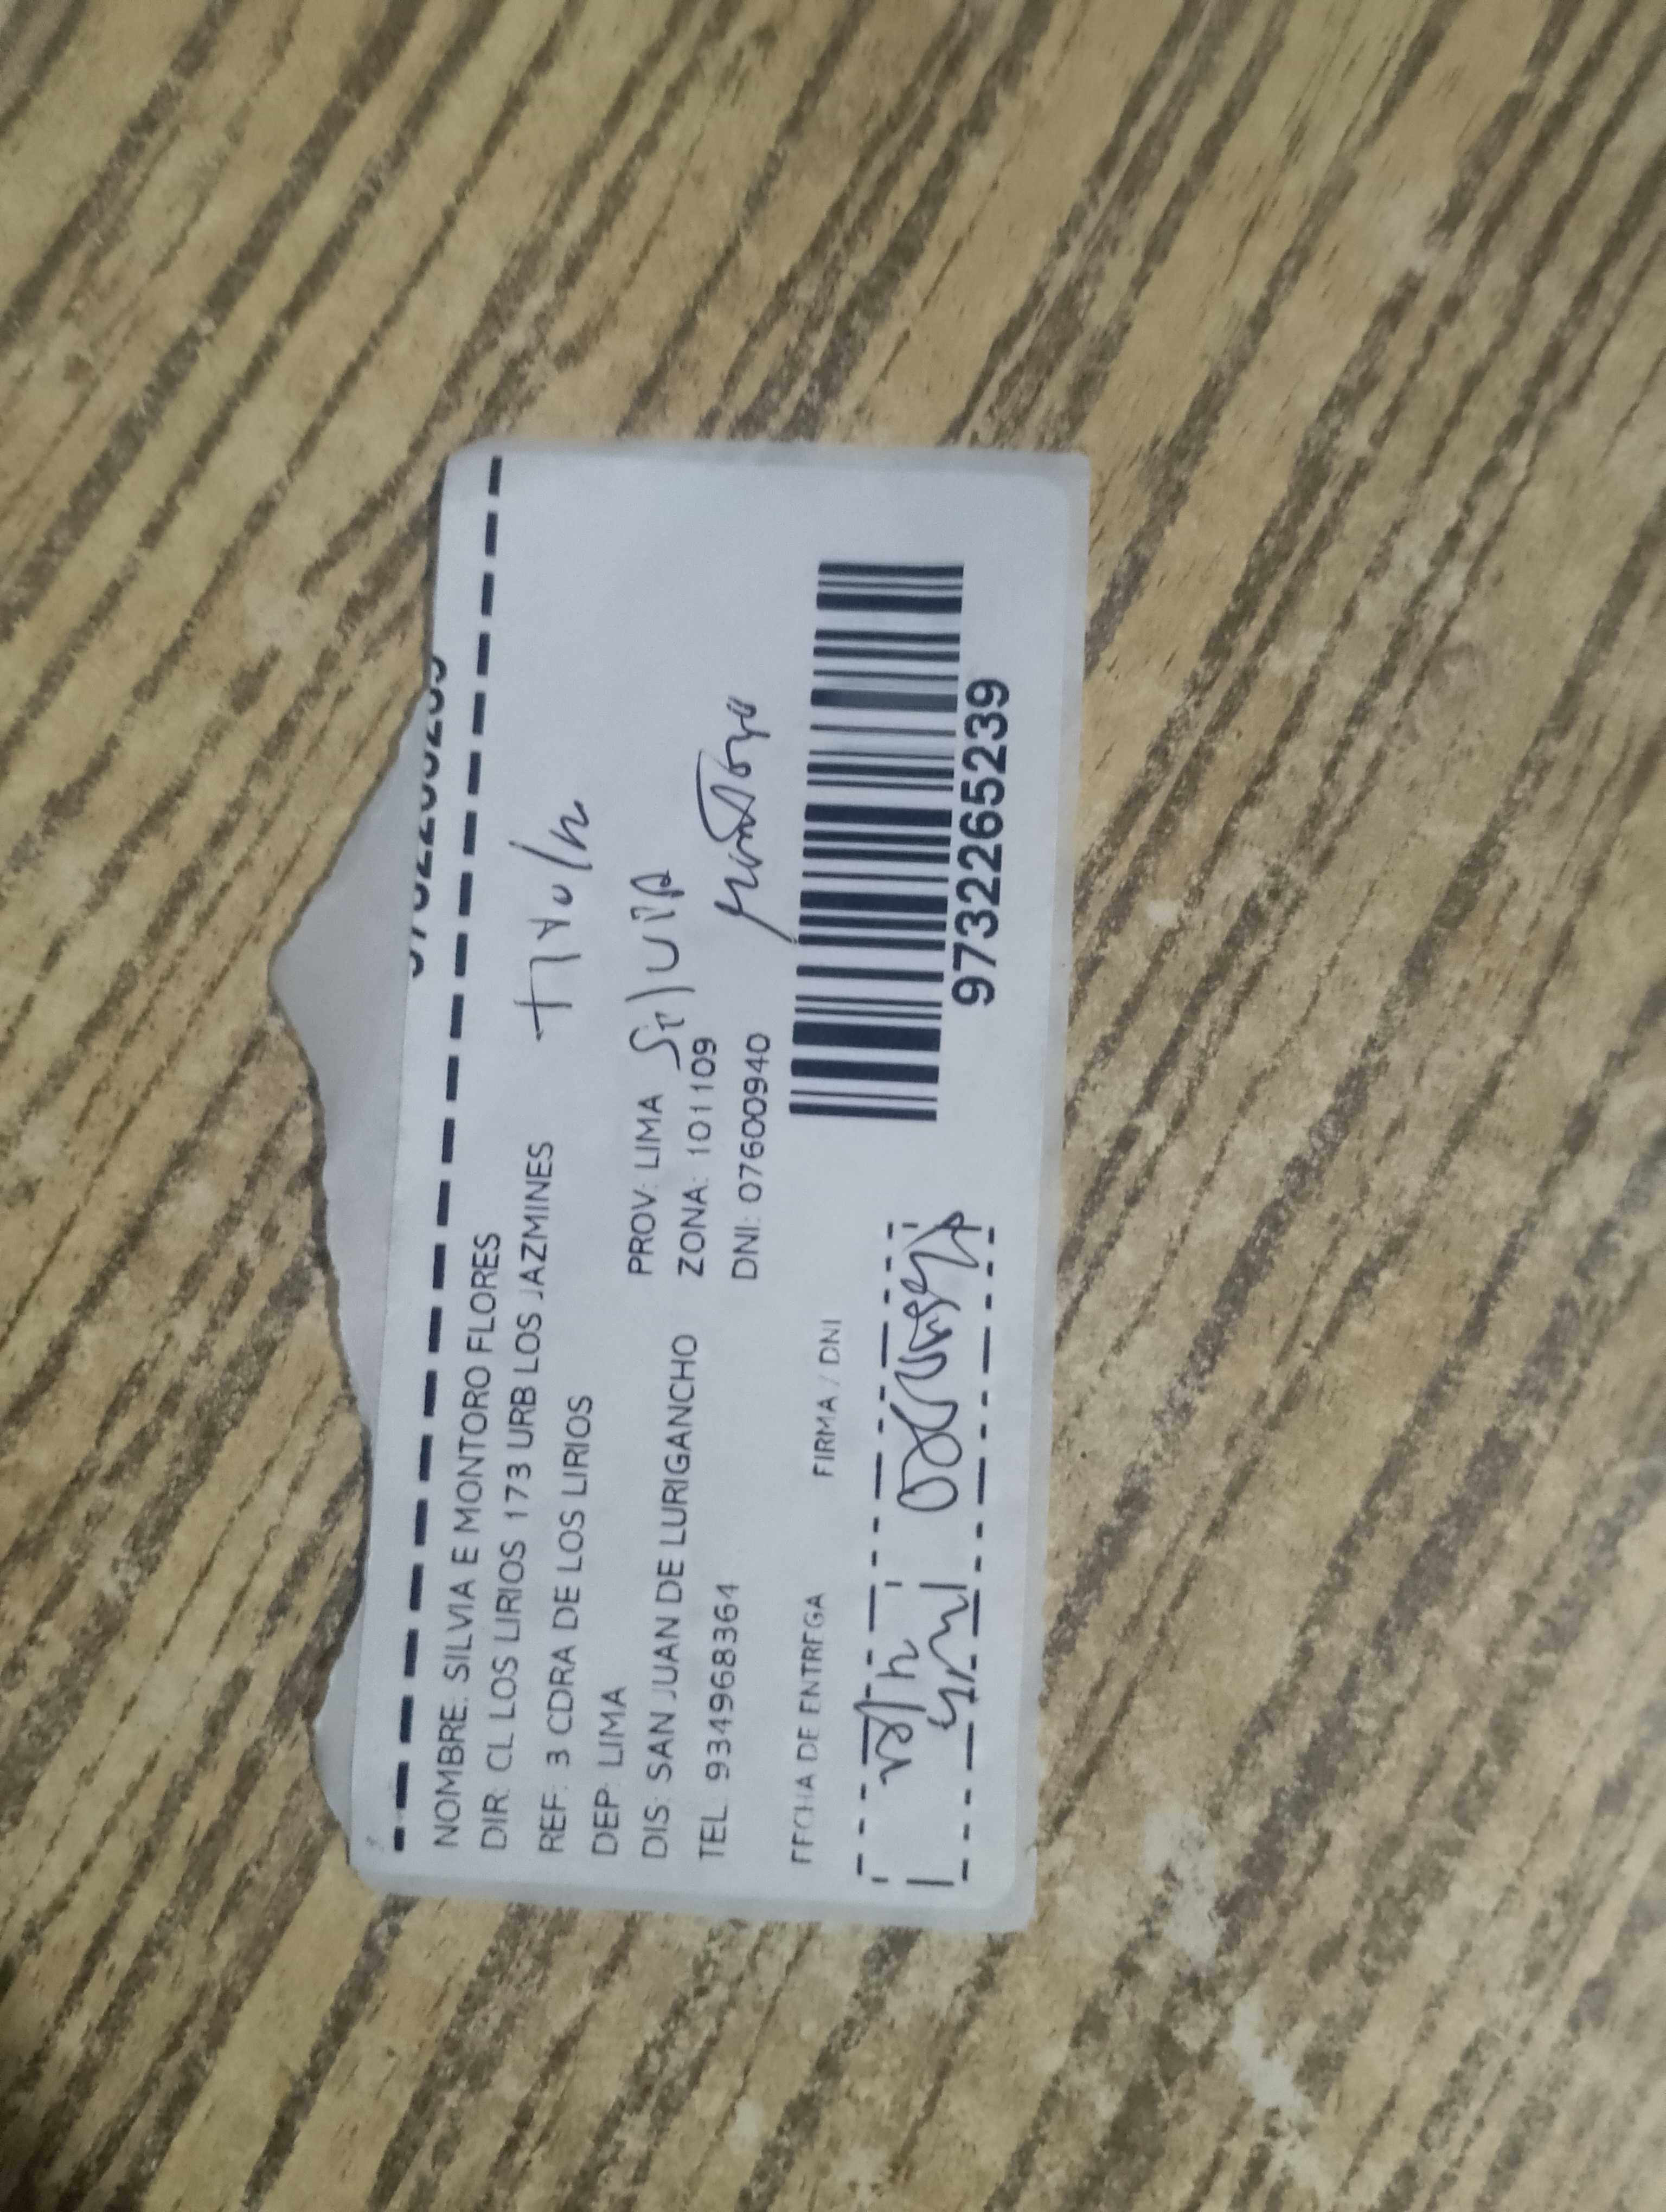 NOMBRE: SILVIA E MONTORO FLORES
DIR: CL LOS LIRIOS 173 URB LOS JAZMINES
REF: 3 CDRA DE LOS LIRIOS
DEP: LIMA PROV: LIMA
DIS: SAN JUAN DE LURIGANCHO ZONA: 101109
TEL: 934968364 DNI: 07600940
Silvia
Montoro
FECHA DE ENTREGA FIRMA / DNI
9732265239